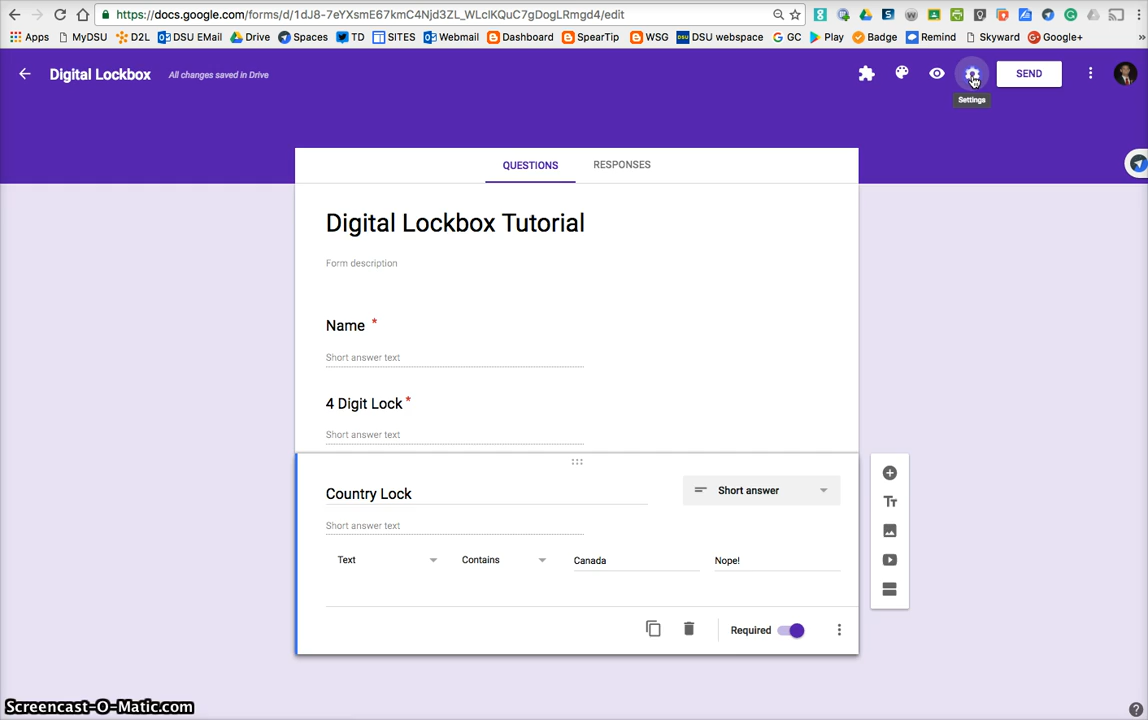 https://docs.google.com/forms/d/1dJ8-7eYXsmE67kmC4Njd3ZL_WLcIKQuC7gDogLRmgd4/edit
Apps MyDSU D2L DSU EMail Drive Spaces TD SITES Webmail Dashboard SpearTip WSG DSU webspace GC Play Badge Remind Skyward Google+ »
Digital Lockbox All changes saved in Drive SEND
Settings
QUESTIONS RESPONSES
Digital Lockbox Tutorial
Form description
Name *
Short answer text
4 Digit Lock *
Short answer text
Country Lock Short answer
Short answer text
Text Contains Canada Nope!
Required
Screencast-O-Matic.com